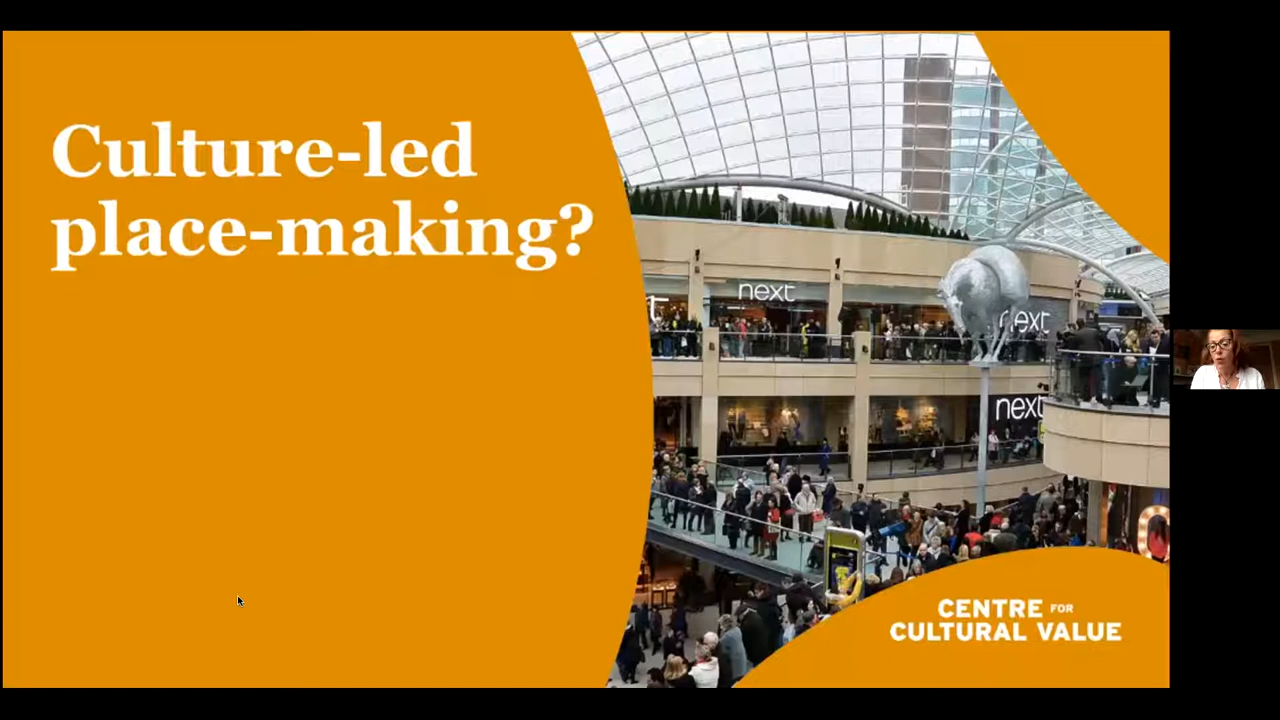 Culture-led
place-making?
next
next
next
CENTRE FOR
CULTURAL VALUE